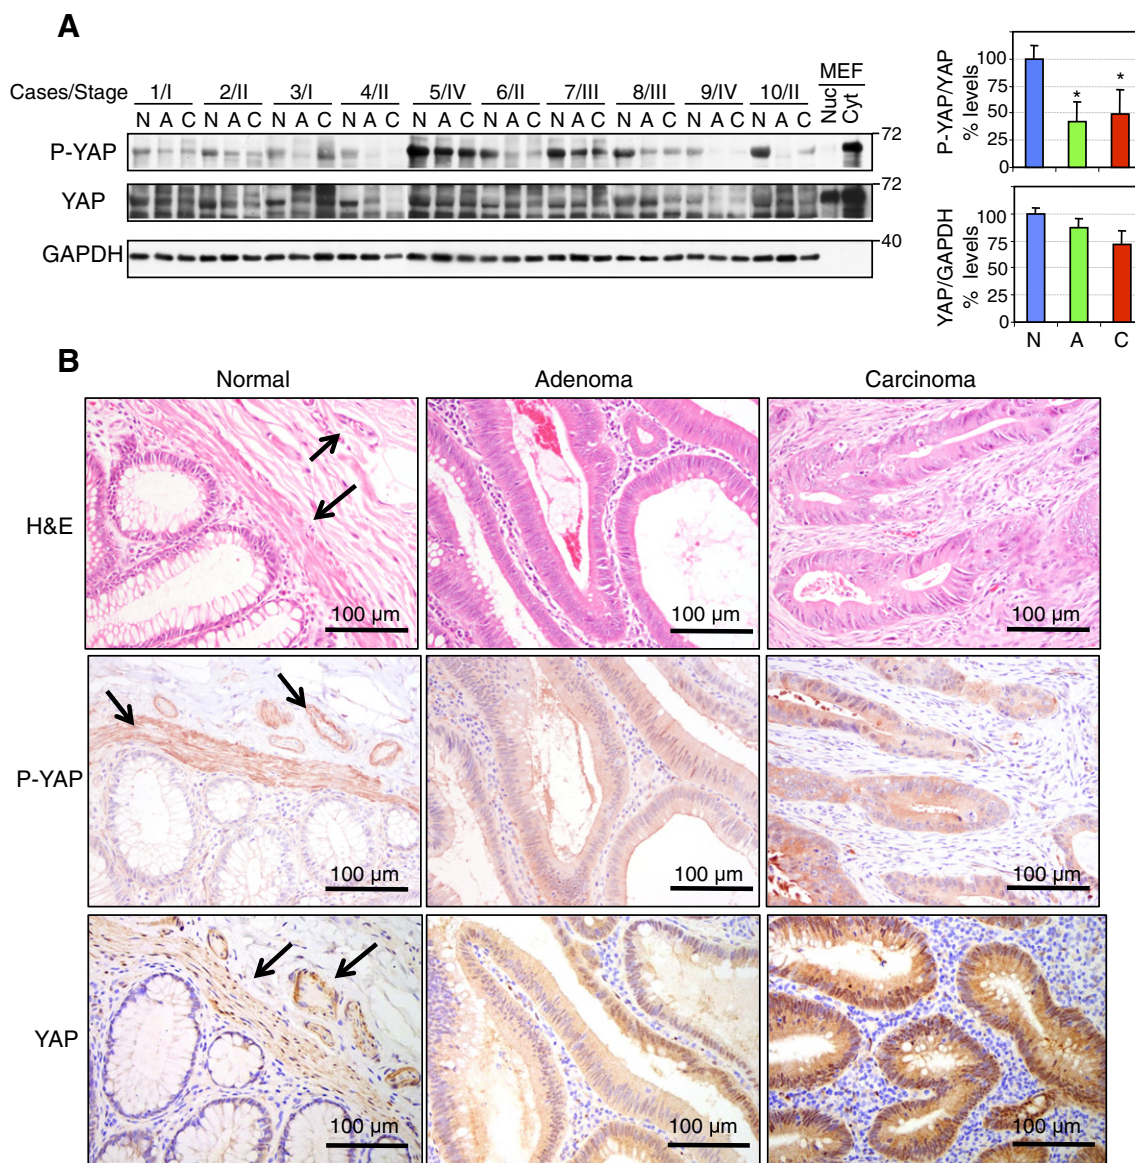 A
Cases/Stage 1/I 2/II 3/I 4/II 5/IV 6/II 7/III 8/III 9/IV 10/II MEF
N A C N A C N A C N A C N A C N A C N A C N A C N A C N A C Nuc Cyt
P-YAP 72
YAP 72
GAPDH 40
P-YAP/YAP
% levels
100
75
50
25
0
* *
YAP/GAPDH
% levels
100
75
50
25
0
N A C
B
Normal Adenoma Carcinoma
H&E
100 µm 100 µm 100 µm
P-YAP
100 µm 100 µm 100 µm
YAP
100 µm 100 µm 100 µm